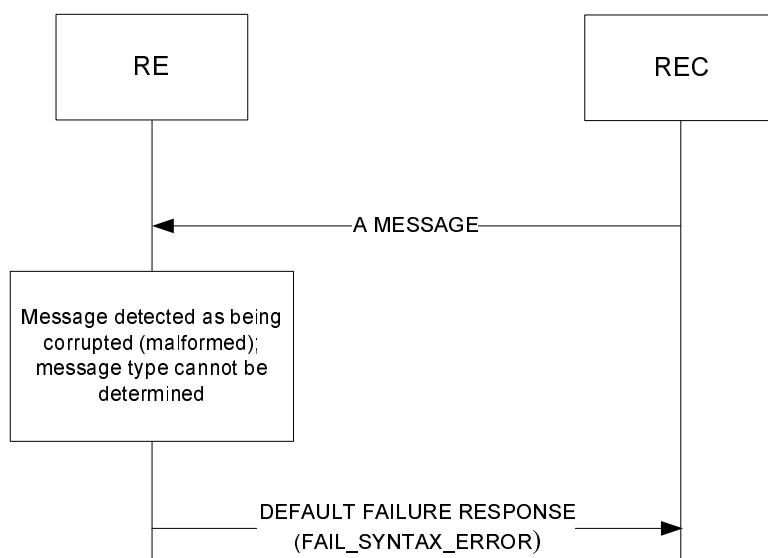 RE
REC
A MESSAGE
Message detected as being
corrupted (malformed);
message type cannot be
determined
DEFAULT FAILURE RESPONSE
(FAIL_SYNTAX_ERROR)